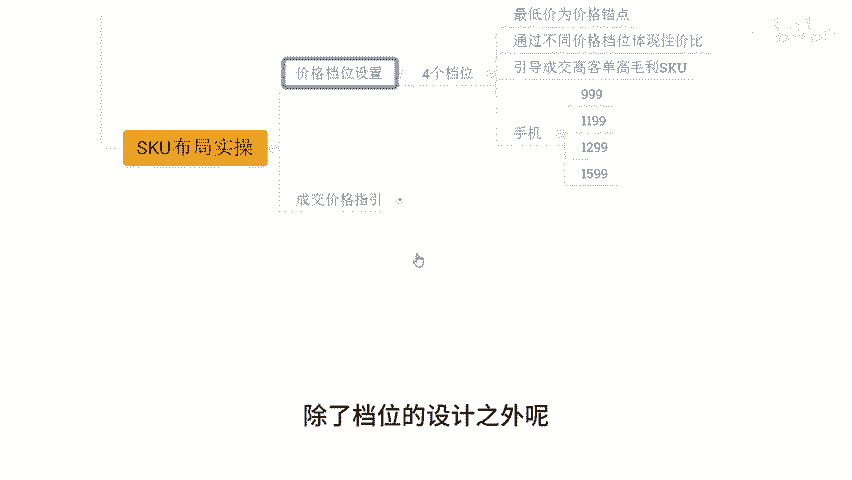 最低价为价格锚点
通过不同价格档位体现性价比
引导成交高客单高毛利SKU
价格档位设置
4个档位
999
1199
手机
1299
1599
SKU布局实操
成交价格指引
除了档位的设计之外呢